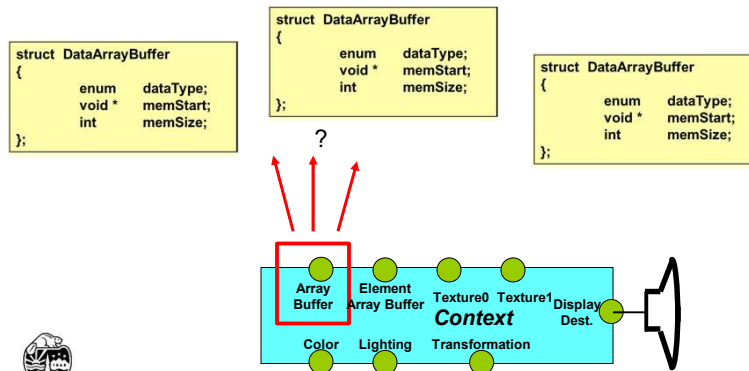 struct DataArrayBuffer
{
enum dataType;
void * memStart;
int memSize;
};
struct DataArrayBuffer
{
enum dataType;
void * memStart;
int memSize;
};
struct DataArrayBuffer
{
enum dataType;
void * memStart;
int memSize;
};
?
Array
Buffer
Element
Array Buffer
Texture0
Texture1
Display
Dest.
Context
Color
Lighting
Transformation